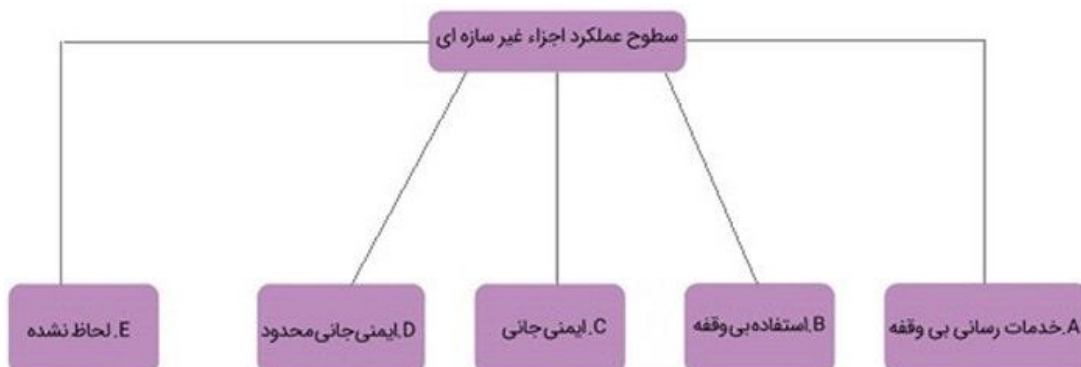 سطوح عملکرد اجزاء غیر سازه ای
A.خدمات رسانی بی وقفه
B.استفاده بی وقفه
C.ایمنی جانی
D.ایمنی جانی محدود
E.لحاظ نشده